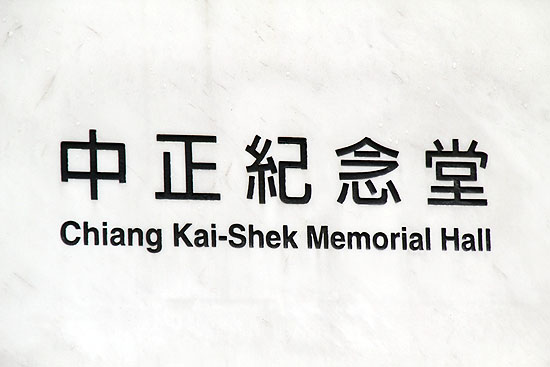 中正紀念堂
Chiang Kai-Shek Memorial Hall